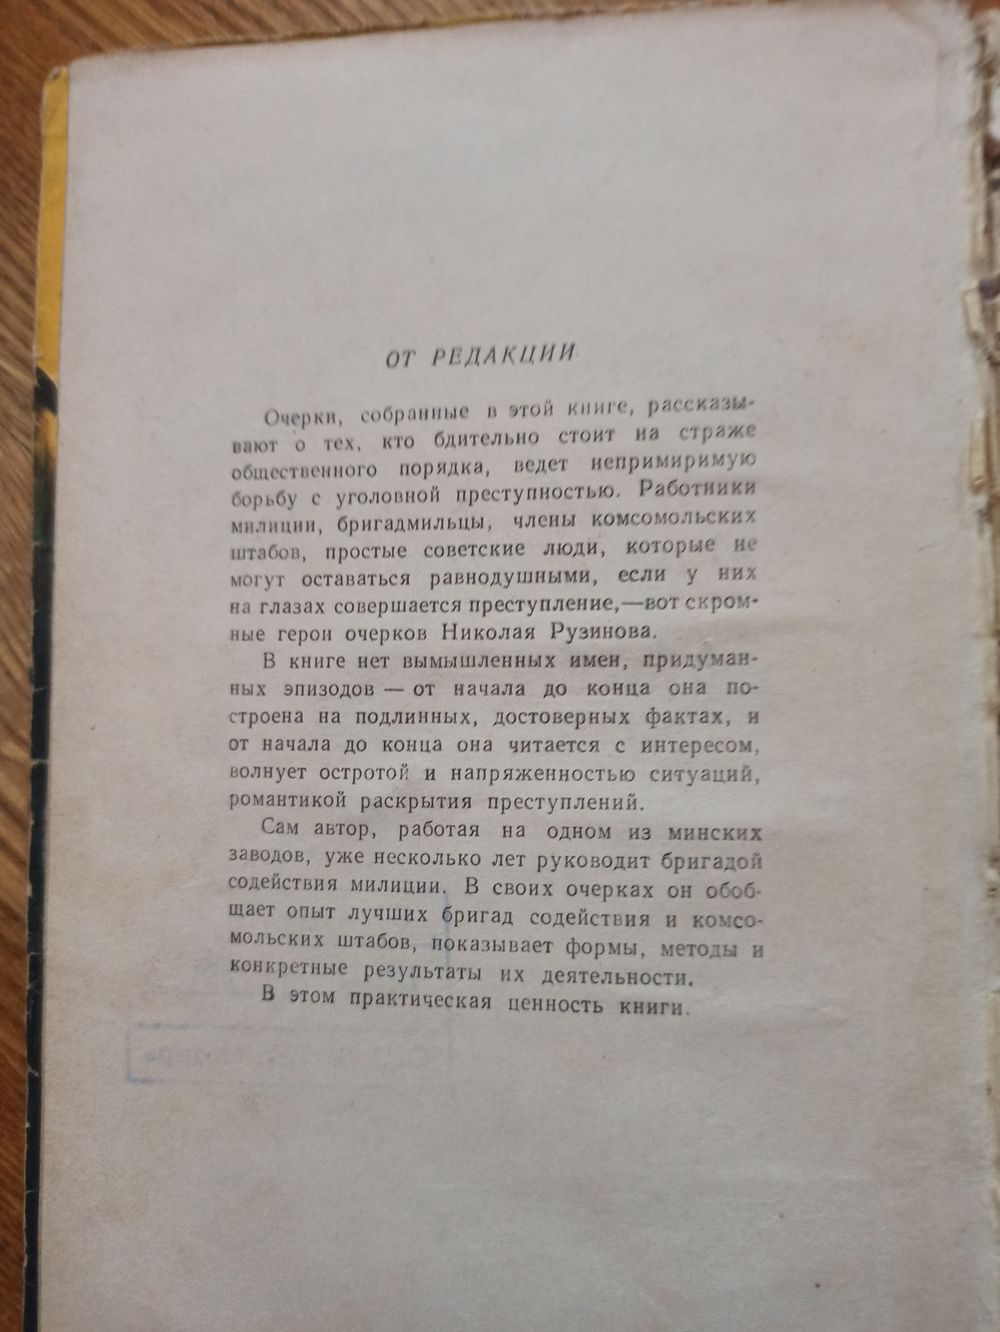 ОТ РЕДАКЦИИ
Очерки, собранные в этой книге, рассказы-
вают о тех, кто бдительно стоит на страже
общественного порядка, ведет непримиримую
борьбу с уголовной преступностью. Работники
милиции, бригадмильцы, члены комсомольских
штабов, простые советские люди, которые не
могут оставаться равнодушными, если у них
на глазах совершается преступление,—вот скром-
ные герои очерков Николая Рузинова.
В книге нет вымышленных имен, придуман-
ных эпизодов — от начала до конца она по-
строена на подлинных, достоверных фактах, и
от начала до конца она читается с интересом,
волнует остротой и напряженностью ситуаций,
романтикой раскрытия преступлений.
Сам автор, работая на одном из минских
заводов, уже несколько лет руководит бригадой
содействия милиции. В своих очерках он обоб-
щает опыт лучших бригад содействия и комсо-
мольских штабов, показывает формы, методы и
конкретные результаты их деятельности.
В этом практическая ценность книги.